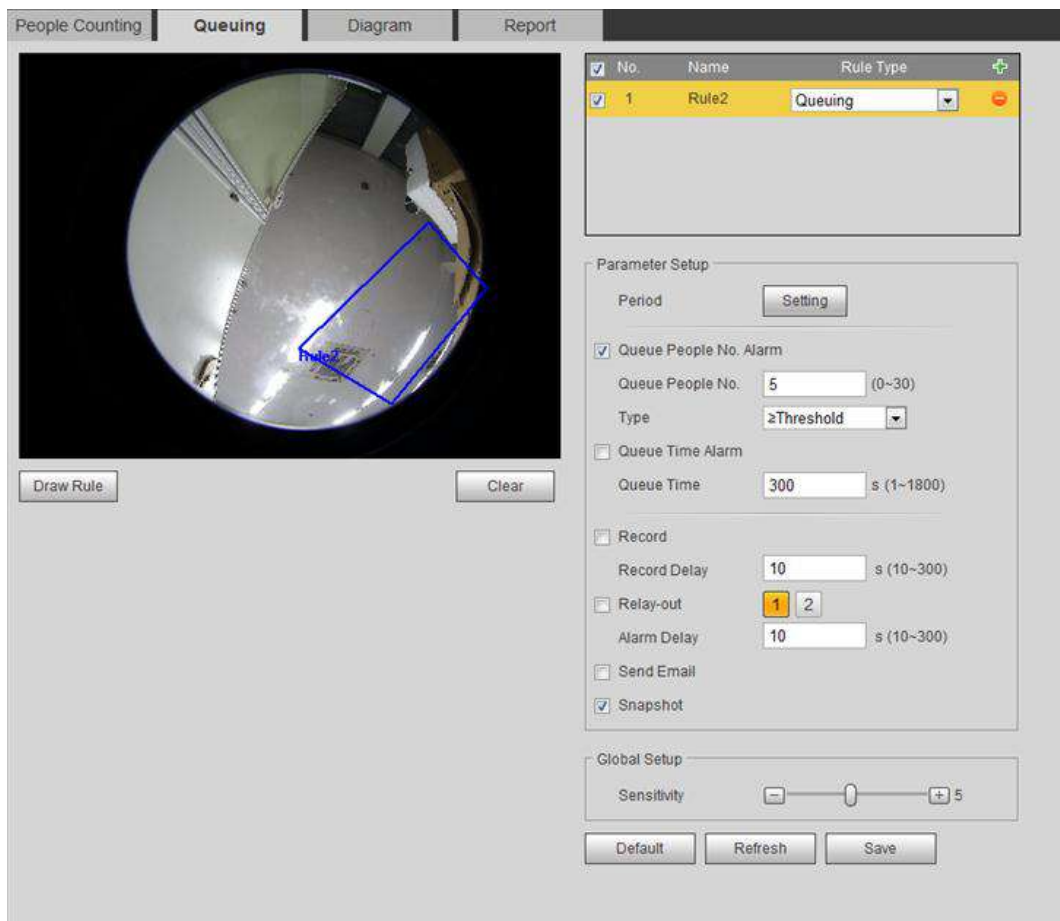 People Counting Queuing Diagram Report
No. Name Rule Type
1 Rule2 Queuing
Rule2
Draw Rule Clear
Parameter Setup
Period Setting
Queue People No. Alarm
Queue People No. 5 (0~30)
Type ≥Threshold
Queue Time Alarm
Queue Time 300 s (1~1800)
Record
Record Delay 10 s (10~300)
Relay-out 1 2
Alarm Delay 10 s (10~300)
Send Email
Snapshot
Global Setup
Sensitivity 5
Default Refresh Save